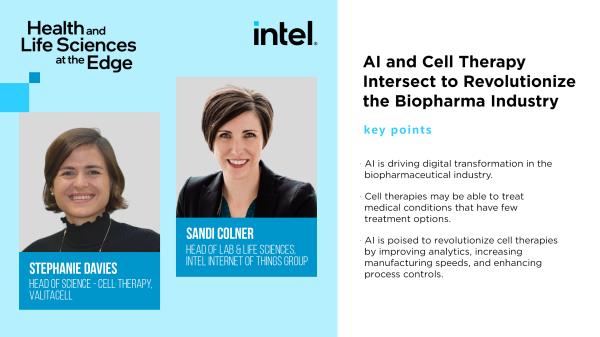 Health and
Life Sciences
at the Edge
intel.
STEPHANIE DAVIES
HEAD OF SCIENCE - CELL THERAPY,
VALITACELL
SANDI COLNER
HEAD OF LAB & LIFE SCIENCES,
INTEL INTERNET OF THINGS GROUP
AI and Cell Therapy
Intersect to Revolutionize
the Biopharma Industry
key points
· AI is driving digital transformation in the
biopharmaceutical industry.
· Cell therapies may be able to treat
medical conditions that have few
treatment options.
· AI is poised to revolutionize cell therapies
by improving analytics, increasing
manufacturing speeds, and enhancing
process controls.